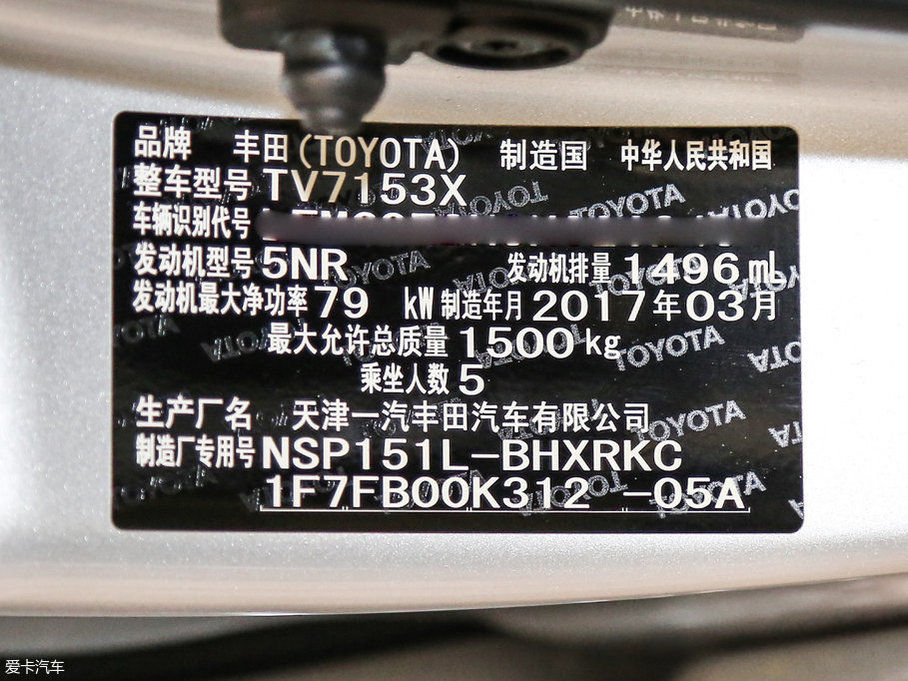 品牌 丰田(TOYOTA) 制造国 中华人民共和国
整车型号 TV7153X
车辆识别代号
发动机型号 5NR 发动机排量 1496 ml
发动机最大净功率 79 kW 制造年月 2017年03月
最大允许总质量 1500 kg
乘坐人数 5
生产厂名 天津一汽丰田汽车有限公司
制造厂专用号 NSP151L-BHXRKC
1F7FB00K312 -05A
爱卡汽车